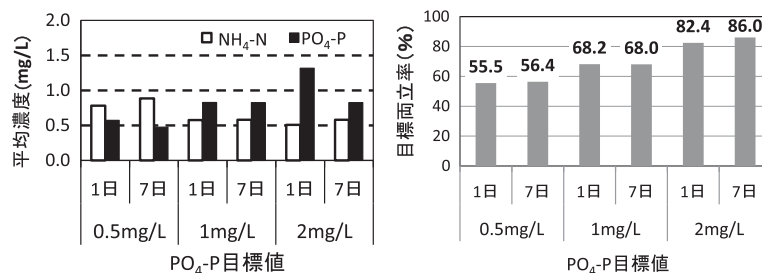 平均濃度(mg/L)
2.0
1.5
1.0
0.5
0.0
NH₄-N PO₄-P
1日 7日 1日 7日 1日 7日
0.5mg/L 1mg/L 2mg/L
PO₄-P目標値
目標両立率(%)
100
80
60
40
20
0
55.5 56.4 68.2 68.0 82.4 86.0
1日 7日 1日 7日 1日 7日
0.5mg/L 1mg/L 2mg/L
PO₄-P目標値